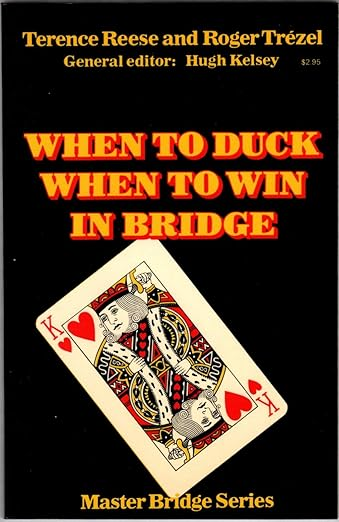 Terence Reese and Roger Trézel
General editor: Hugh Kelsey $2.95
WHEN TO DUCK
WHEN TO WIN
IN BRIDGE
K
K
Master Bridge Series